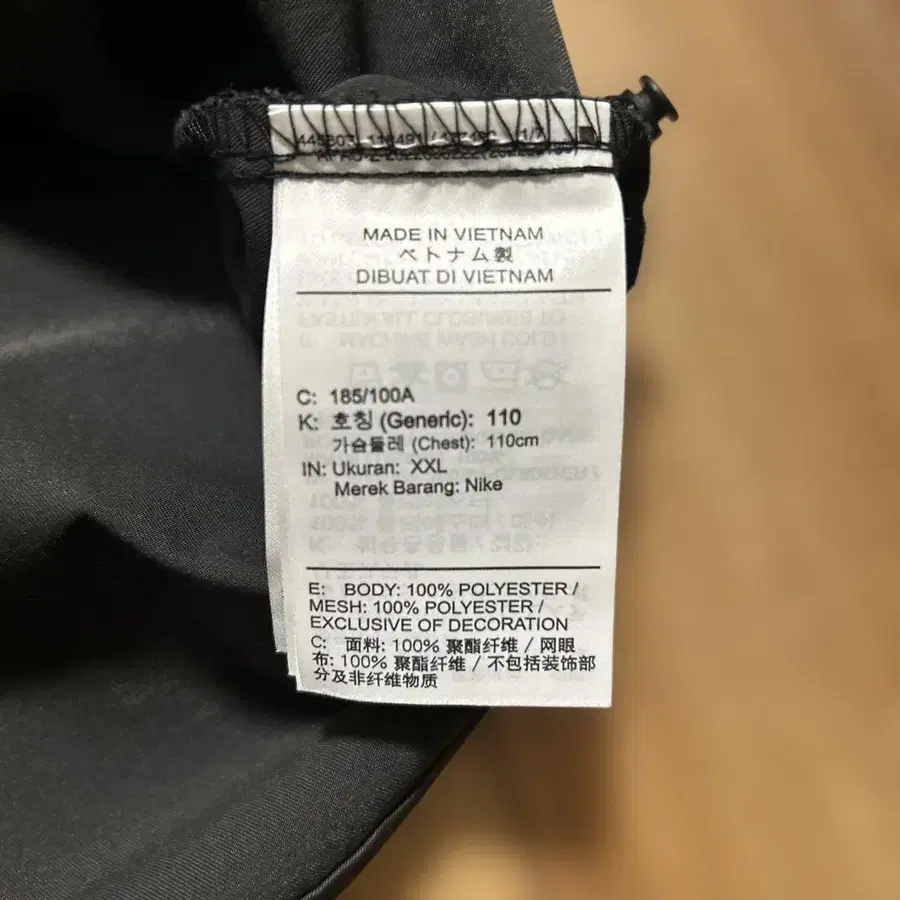 MADE IN VIETNAM
ベトナム製
DIBUAT DI VIETNAM
C: 185/100A
K: 호칭 (Generic): 110
가슴둘레 (Chest): 110cm
IN: Ukuran: XXL
Merek Barang: Nike
E: BODY: 100% POLYESTER /
MESH: 100% POLYESTER /
EXCLUSIVE OF DECORATION
C: 面料: 100% 聚酯纤维 / 网眼
布: 100% 聚酯纤维 / 不包括装饰部
分及非纤维物质